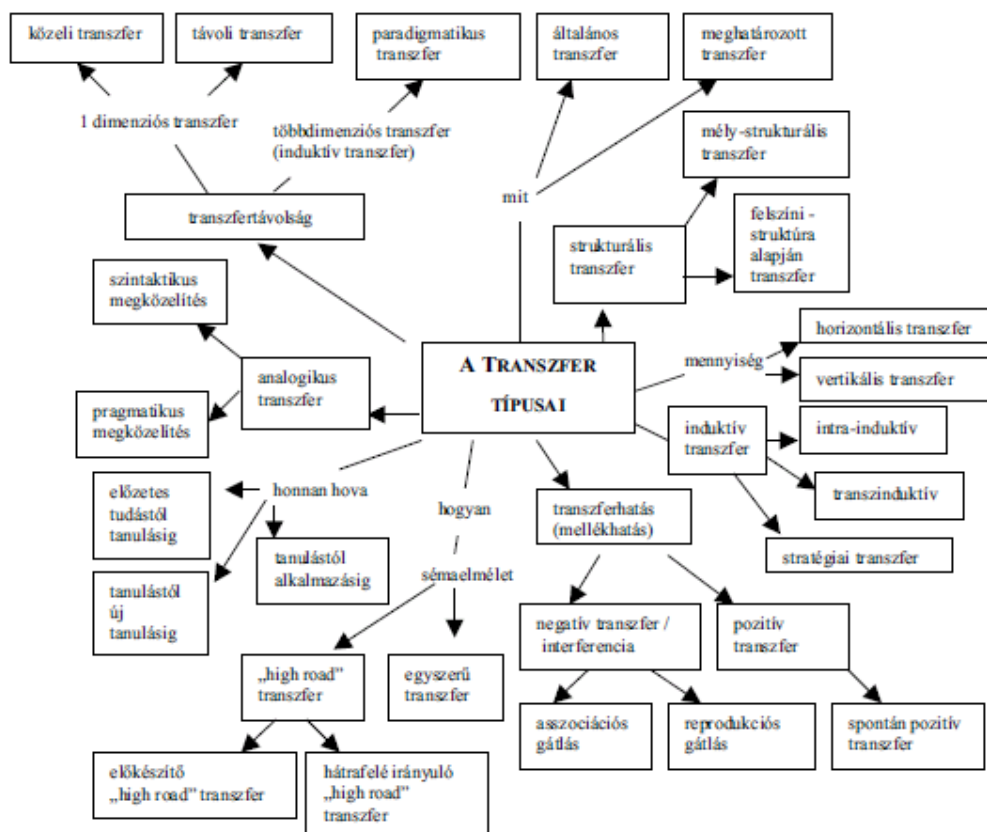 közeli transzfer
távoli transzfer
paradigmatikus
transzfer
általános
transzfer
meghatározott
transzfer
1 dimenziós transzfer
többdimenziós transzfer
(induktív transzfer)
mit
mély-strukturális
transzfer
transzfertávolság
strukturális
transzfer
felszíni -
struktúra
alapján
transzfer
szintaktikus
megközelítés
analogikus
transzfer
pragmatikus
megközelítés
A TRANSZFER
TÍPUSAI
mennyiség
horizontális transzfer
vertikális transzfer
induktív
transzfer
intra-induktív
transzinduktív
stratégiai transzfer
honnan hova
előzetes
tudástól
tanulásig
tanulástól
alkalmazásig
tanulástól
új
tanulásig
hogyan
sémaelmélet
transzferhatás
(mellékhatás)
„high road”
transzfer
egyszerű
transzfer
negatív transzfer /
interferencia
pozitív
transzfer
asszociációs
gátlás
reprodukciós
gátlás
spontán pozitív
transzfer
előkészítő
„high road” transzfer
hátrafelé irányuló
„high road”
transzfer